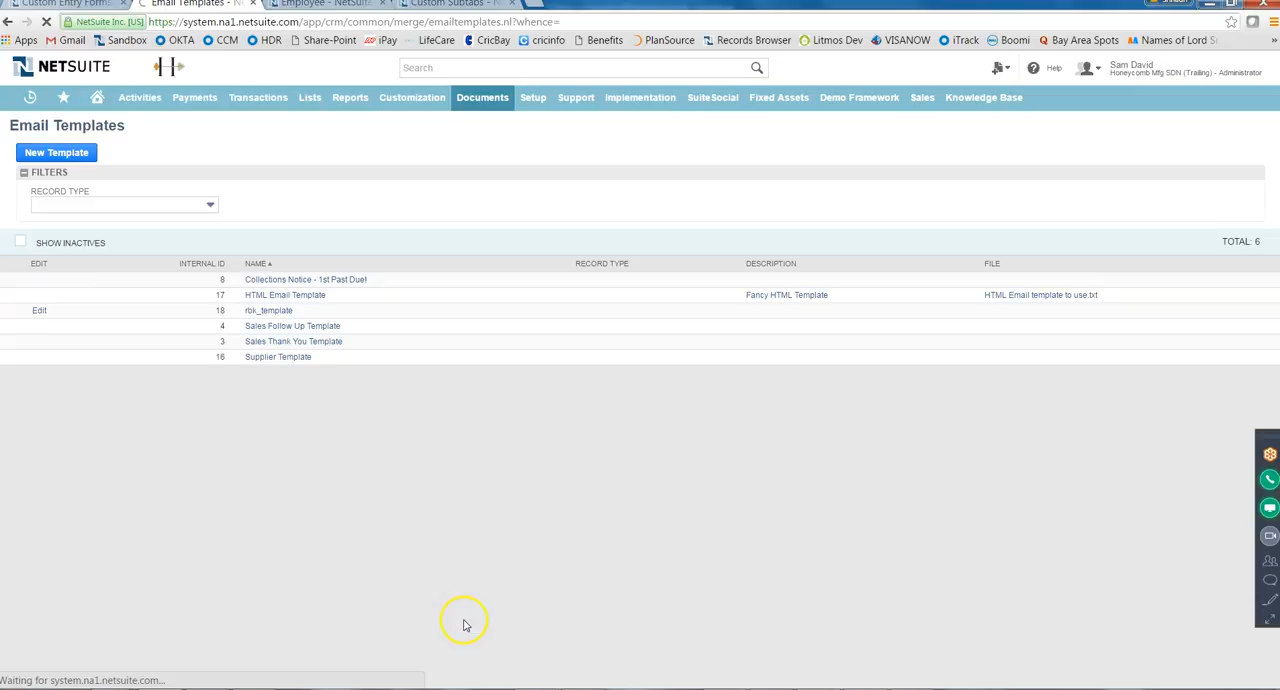 Custom Entry Forms
Email Templates - N
Employee - NetSuite
Custom Subtabs - N
NetSuite Inc. [US] https://system.na1.netsuite.com/app/crm/common/merge/emailtemplates.nl?whence=
Apps Gmail Sandbox OKTA CCM HDR Share-Point iPay LifeCare CricBay cricinfo Benefits PlanSource Records Browser Litmos Dev VISANOW iTrack Boomi Bay Area Spots Names of Lord
NETSUITE
Search
Help
Sam David
Honeycomb Mfg SDN (Trailing) - Administrator
Activities Payments Transactions Lists Reports Customization Documents Setup Support Implementation SuiteSocial Fixed Assets Demo Framework Sales Knowledge Base
Email Templates
New Template
FILTERS
RECORD TYPE
SHOW INACTIVES
TOTAL: 6
EDIT INTERNAL ID NAME RECORD TYPE DESCRIPTION FILE
8 Collections Notice - 1st Past Due!
17 HTML Email Template Fancy HTML Template HTML Email template to use.txt
Edit 18 rbk_template
4 Sales Follow Up Template
3 Sales Thank You Template
16 Supplier Template
Waiting for system.na1.netsuite.com...